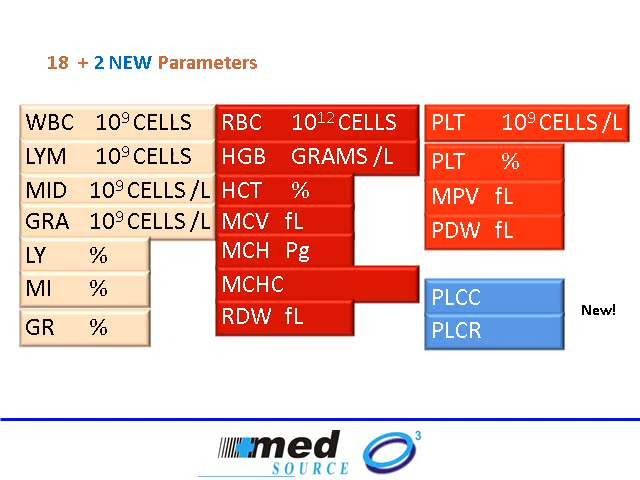 18 + 2 NEW Parameters
WBC 10⁹ CELLS
LYM 10⁹ CELLS
MID 10⁹ CELLS /L
GRA 10⁹ CELLS /L
LY %
MI %
GR %
RBC 10¹² CELLS
HGB GRAMS /L
HCT %
MCV fL
MCH Pg
MCHC
RDW fL
PLT 10⁹ CELLS /L
PLT %
MPV fL
PDW fL
PLCC
PLCR
New!
med
SOURCE
3